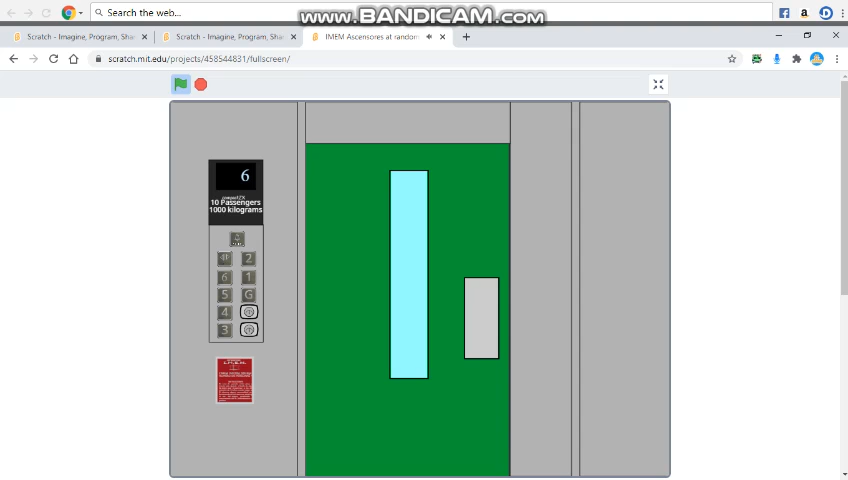 Search the web...
www.BANDICAM.com
Scratch - Imagine, Program, Sha
Scratch - Imagine, Program, Sha
IMEM Ascensores at random
scratch.mit.edu/projects/458544831/fullscreen/
6
10 Passengers
1000 kilograms
2
6 1
5 G
4
3